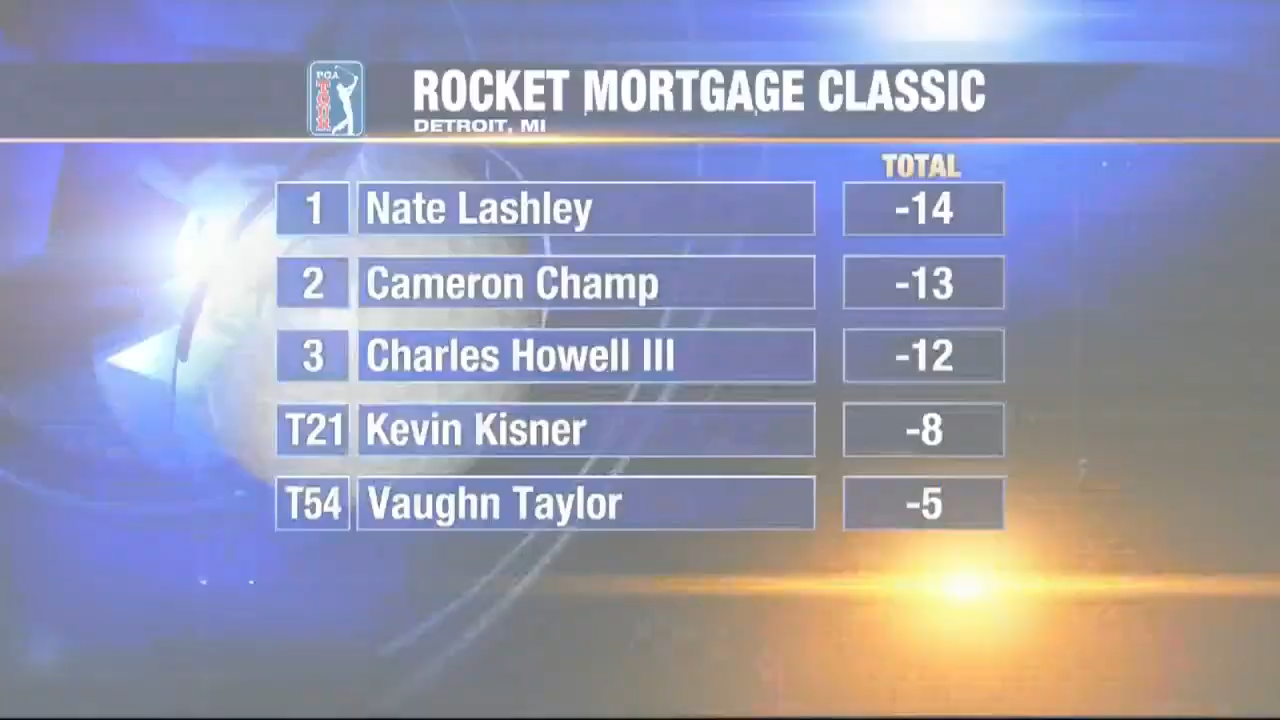 PGA TOUR
ROCKET MORTGAGE CLASSIC
DETROIT, MI
TOTAL
1 Nate Lashley -14
2 Cameron Champ -13
3 Charles Howell III -12
T21 Kevin Kisner -8
T54 Vaughn Taylor -5